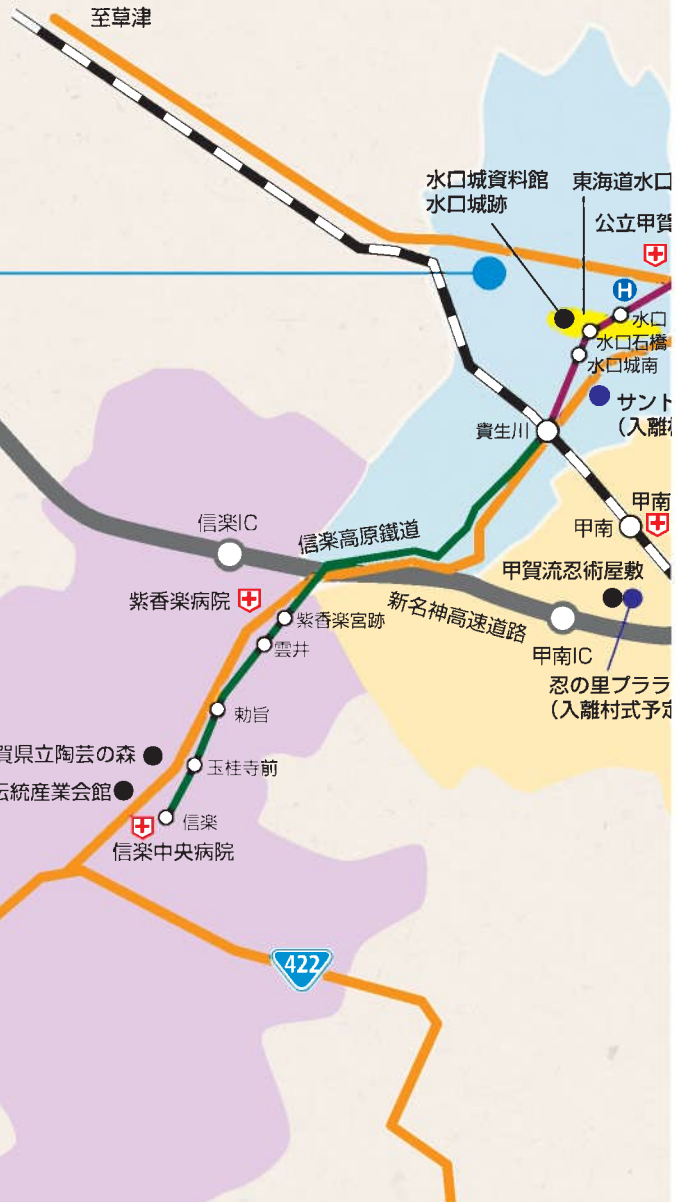 至草津
水口城資料館
水口城跡
東海道水口
公立甲賀
H
水口
水口石橋
水口城南
サント
(入離
貴生川
甲南
甲南
信楽IC
信楽高原鐵道
甲賀流忍術屋敷
紫香楽病院
紫香楽宮跡
新名神高速道路
雲井
甲南IC
忍の里プララ
(入離村式予定
勅旨
賀県立陶芸の森
玉桂寺前
伝統産業会館
信楽
信楽中央病院
422